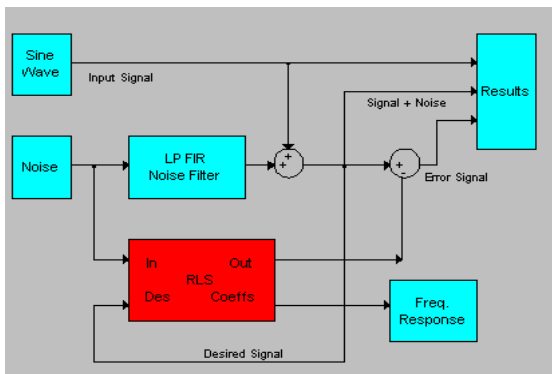 Sine
Wave
Input Signal
Results
Signal + Noise
Noise
LP FIR
Noise Filter
+
+
+
-
Error Signal
In
Out
RLS
Des
Coeffs
Freq.
Response
Desired Signal